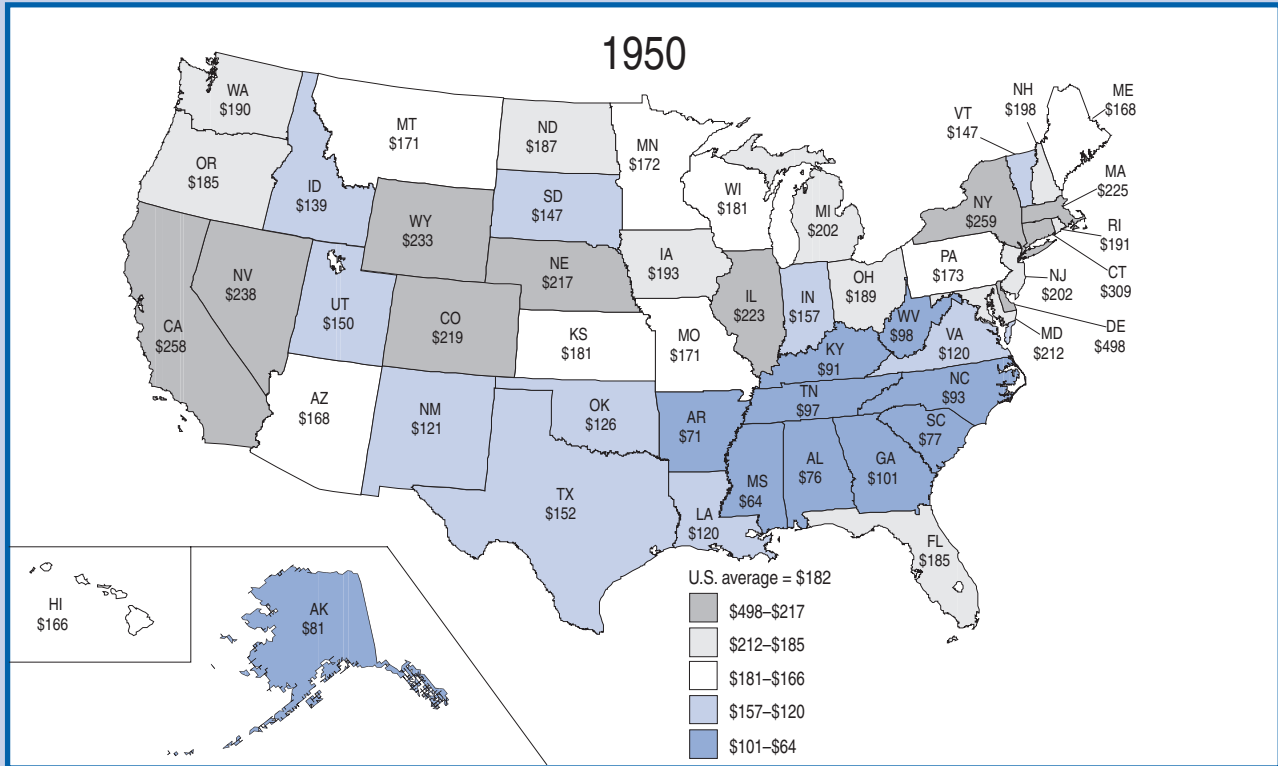 1950
WA
$190
MT
$171
ND
$187
MN
$172
OR
$185
ID
$139
WY
$233
SD
$147
WI
$181
MI
$202
VT
$147
NH
$198
ME
$168
NY
$259
MA
$225
RI
$191
CT
$309
NJ
$202
DE
$498
MD
$212
PA
$173
CA
$258
NV
$238
UT
$150
CO
$219
NE
$217
IA
$193
IL
$223
IN
$157
OH
$189
WV
$98
VA
$120
KS
$181
MO
$171
KY
$91
NC
$93
TN
$97
SC
$77
AZ
$168
NM
$121
OK
$126
AR
$71
TX
$152
LA
$120
MS
$64
AL
$76
GA
$101
FL
$185
HI
$166
AK
$81
U.S. average = $182
$498–$217
$212–$185
$181–$166
$157–$120
$101–$64